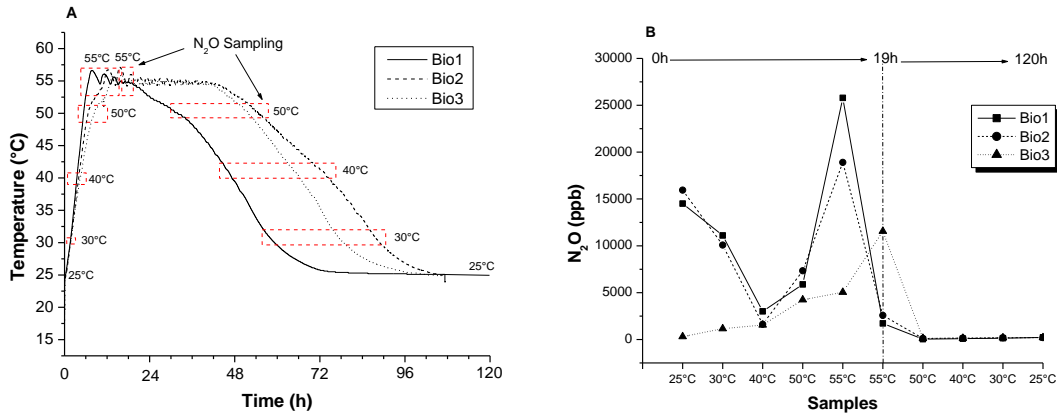 A
N₂O Sampling
55°C 55°C
50°C
40°C
30°C
25°C
50°C
40°C
30°C
25°C
Bio1
Bio2
Bio3
60
55
50
45
40
35
30
25
20
15
Temperature (°C)
0 24 48 72 96 120
Time (h)
B
0h 19h 120h
Bio1
Bio2
Bio3
30000
25000
20000
15000
10000
5000
0
N₂O (ppb)
25°C 30°C 40°C 50°C 55°C 55°C 50°C 40°C 30°C 25°C
Samples